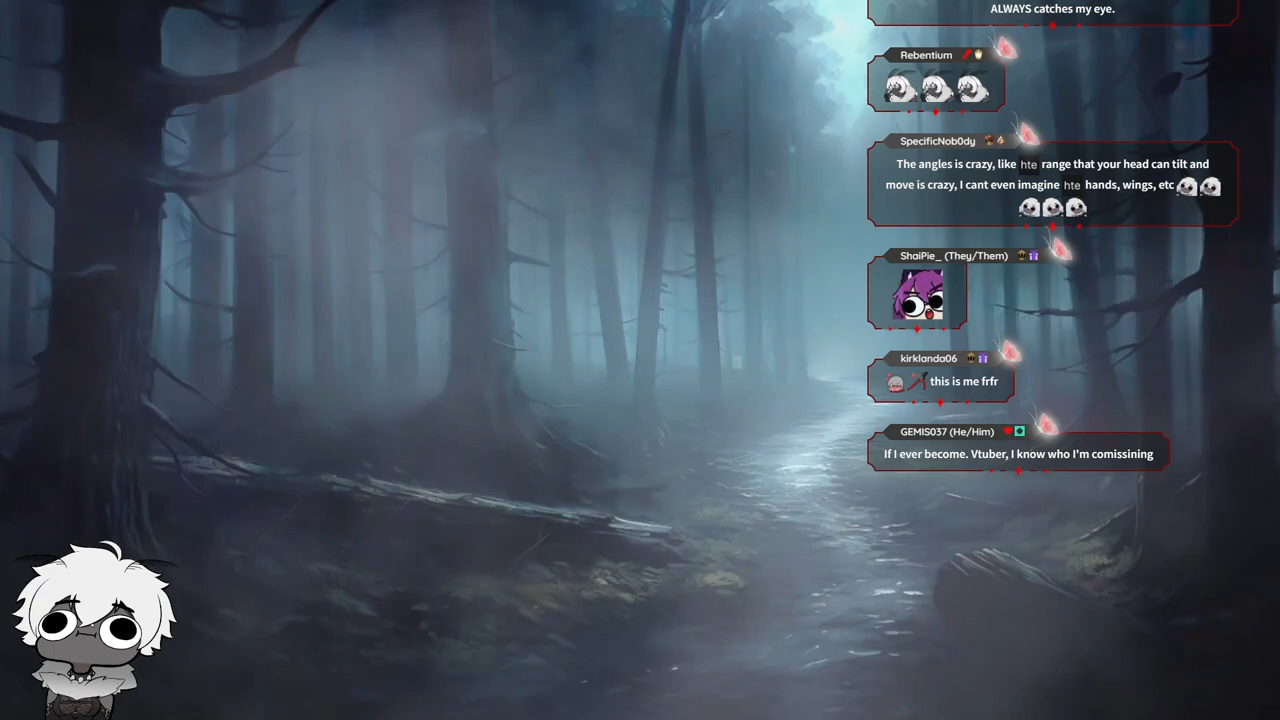 ALWAYS catches my eye.
Rebentium
SpecificNob0dy
The angles is crazy, like hte range that your head can tilt and
move is crazy, I cant even imagine hte hands, wings, etc
ShaiPie_ (They/Them)
kirklanda06
this is me frfr
GEMIS037 (He/Him)
If I ever become. Vtuber, I know who I'm comissining